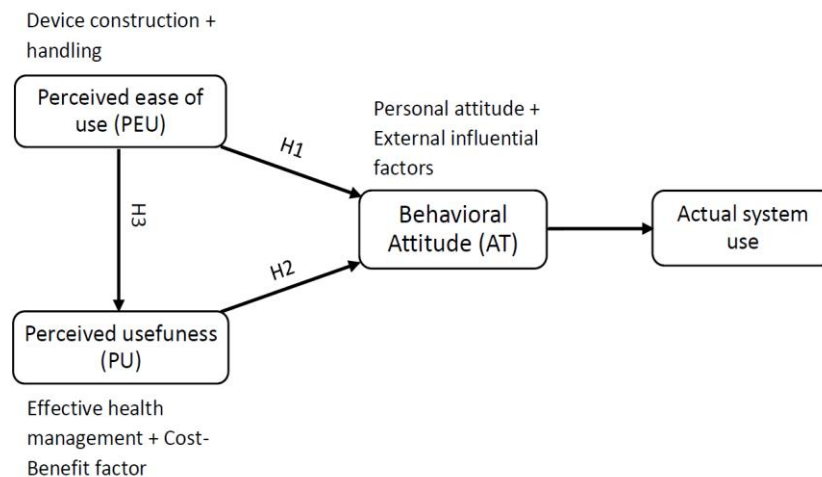 Device construction +
handling
Perceived ease of
use (PEU)
H1
Personal attitude +
External influential
factors
H3
Behavioral
Attitude (AT)
Actual system
use
H2
Perceived usefuness
(PU)
Effective health
management + Cost-
Benefit factor